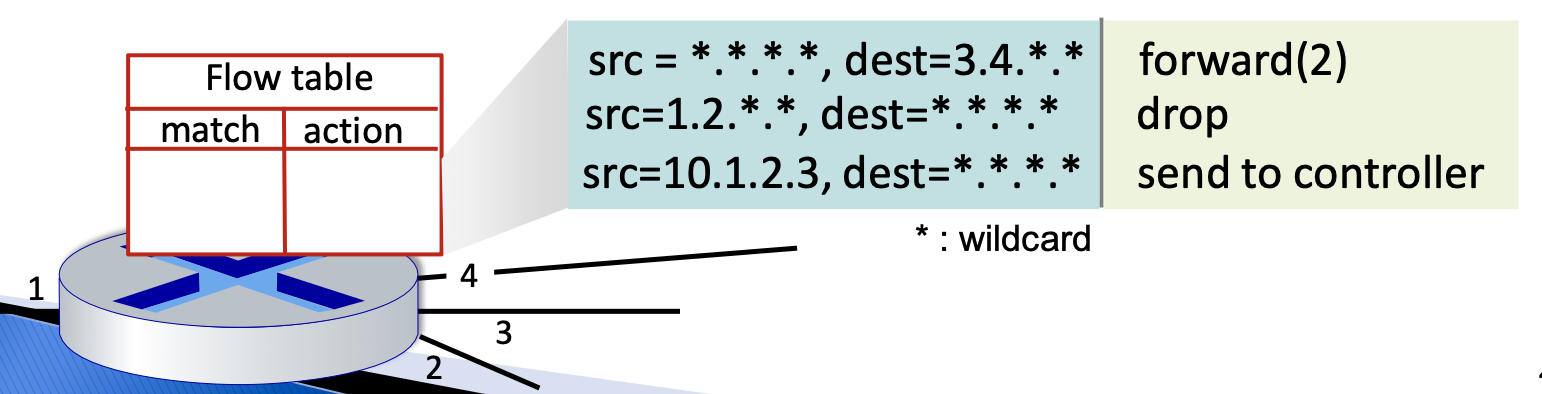 Flow table
match action
src = *.*.*.*, dest=3.4.*.* forward(2)
src=1.2.*.*, dest=*.*.*.* drop
src=10.1.2.3, dest=*.*.*.* send to controller
* : wildcard
1
4
3
2